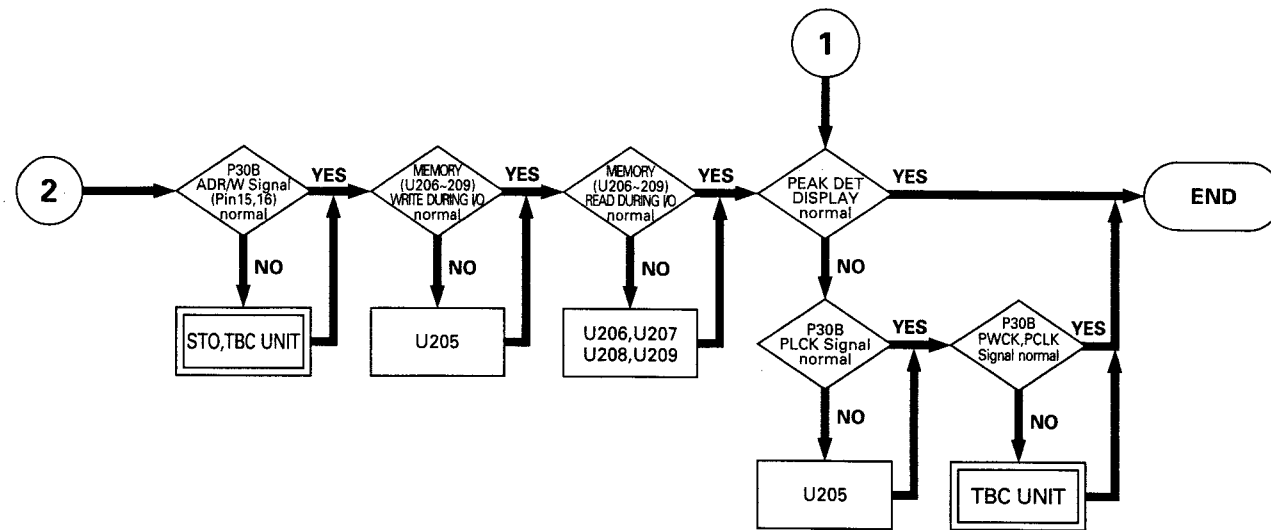 1
2
P30B
ADR/W Signal
(Pin15,16)
normal
YES
NO
STO,TBC UNIT
MEMORY
(U206~209)
WRITE DURING I/O
normal
YES
NO
U205
MEMORY
(U206~209)
READ DURING I/O
normal
YES
NO
U206,U207
U208,U209
PEAK DET
DISPLAY
normal
YES
END
NO
P30B
PLCK Signal
normal
YES
NO
U205
P30B
PWCK,PCLK
Signal normal
YES
NO
TBC UNIT